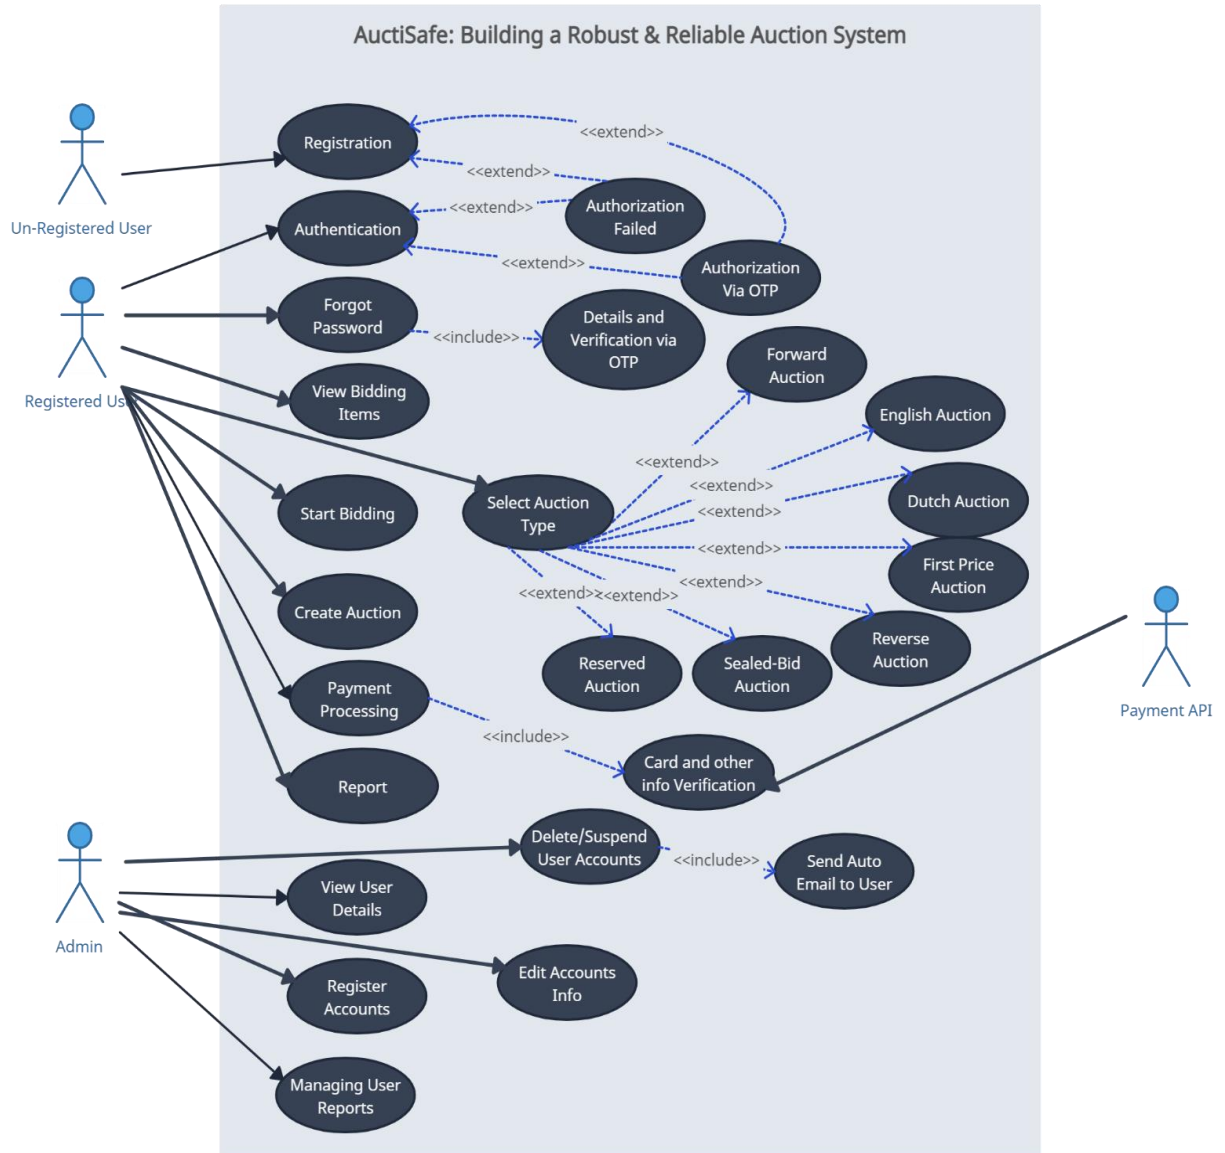 AuctiSafe: Building a Robust & Reliable Auction System
Un-Registered User
Registration
<<extend>>
<<extend>>
Authorization
Failed
Authentication
<<extend>>
<<extend>>
Authorization
Via OTP
Registered Us
Forgot
Password
<<include>>
Details and
Verification via
OTP
View Bidding
Items
Forward
Auction
English Auction
<<extend>>
<<extend>>
<<extend>>
Dutch Auction
Start Bidding
Select Auction
Type
<<extend>>
First Price
Auction
<<extend>>
<<extend>>
<<extend>>
Create Auction
Reverse
Auction
Reserved
Auction
Sealed-Bid
Auction
Payment
Processing
Payment API
<<include>>
Card and other
info Verification
Report
Admin
Delete/Suspend
User Accounts
<<include>>
Send Auto
Email to User
View User
Details
Register
Accounts
Edit Accounts
Info
Managing User
Reports